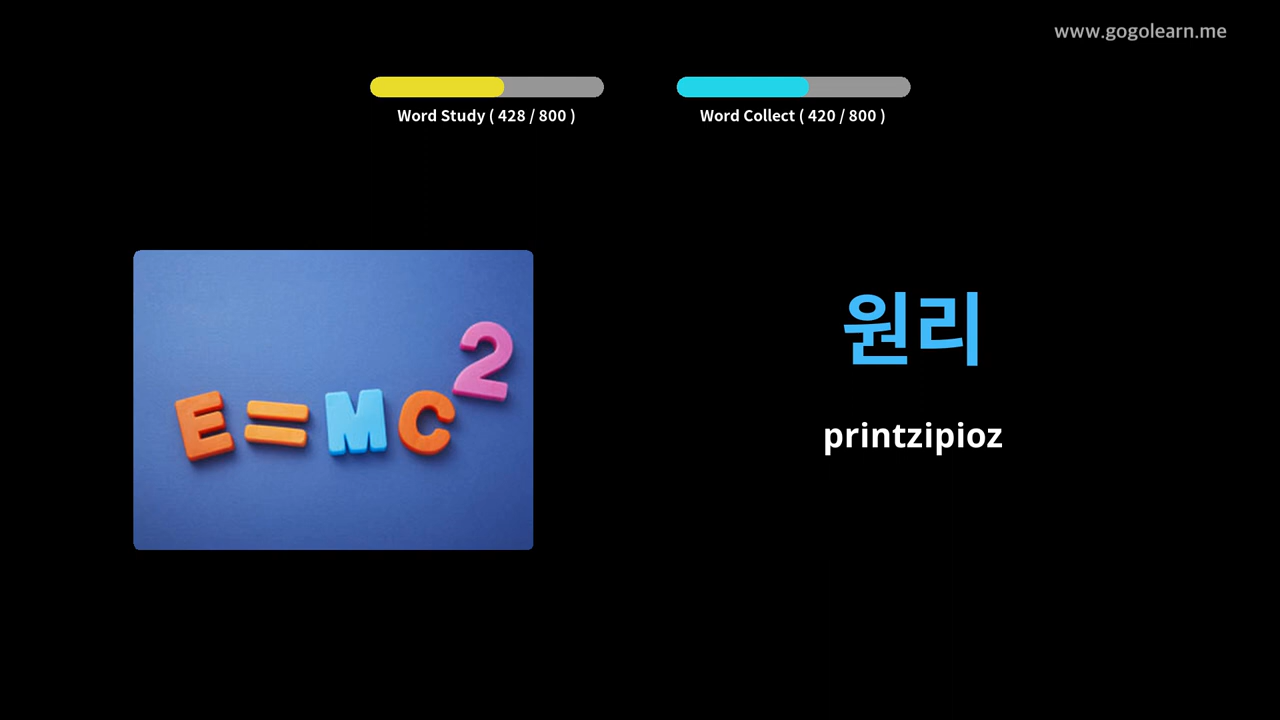 www.gogolearn.me
Word Study ( 428 / 800 )
Word Collect ( 420 / 800 )
E=MC2
원리
printzipioz